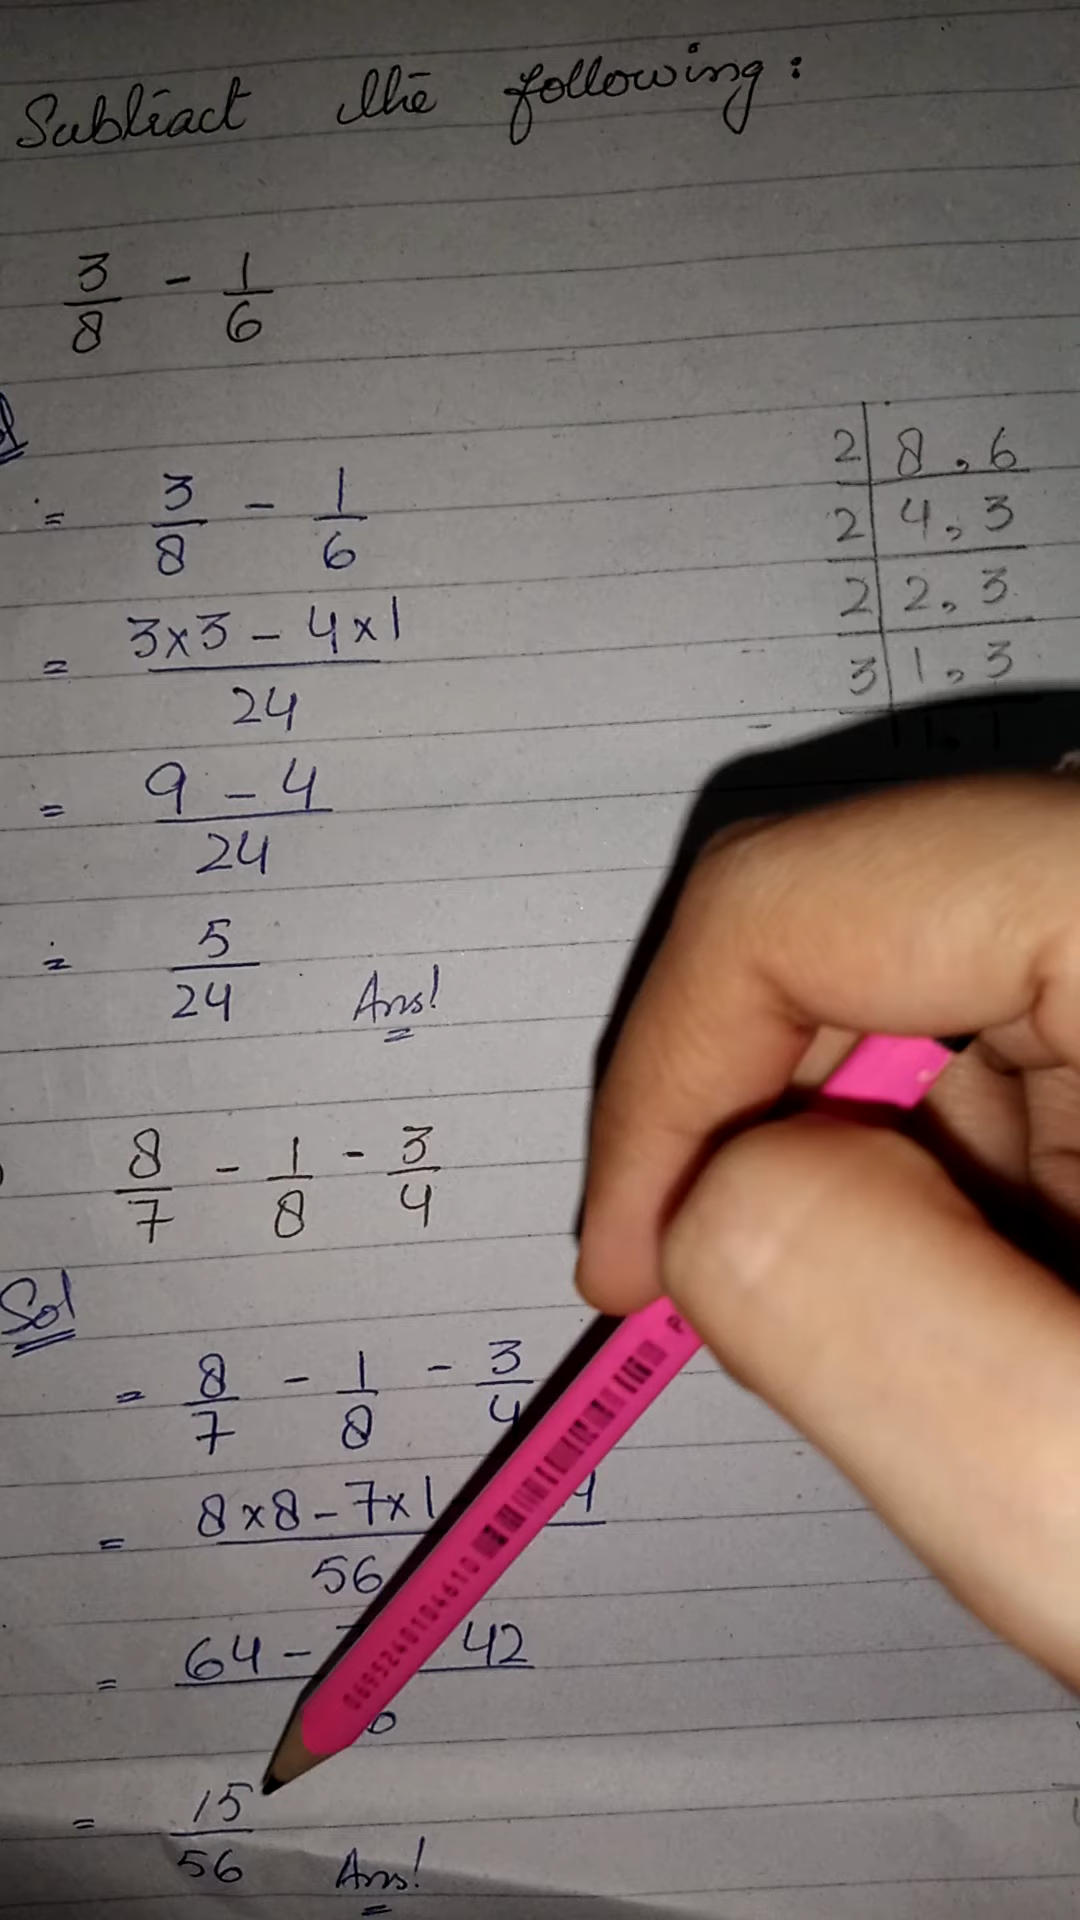 Subtract the following:
3/8 - 1/6
= 3/8 - 1/6
2 | 8, 6
2 | 4, 3
2 | 2, 3
3 | 1, 3
1, 1
= 3×3 - 4×1 / 24
= 9 - 4 / 24
= 5/24 Ans!
8/7 - 1/8 - 3/4
Sol
= 8/7 - 1/8 - 3/4
= 8×8 - 7×1 / 56
= 64 - 42
= 15/56 Ans!
0695240104610 P